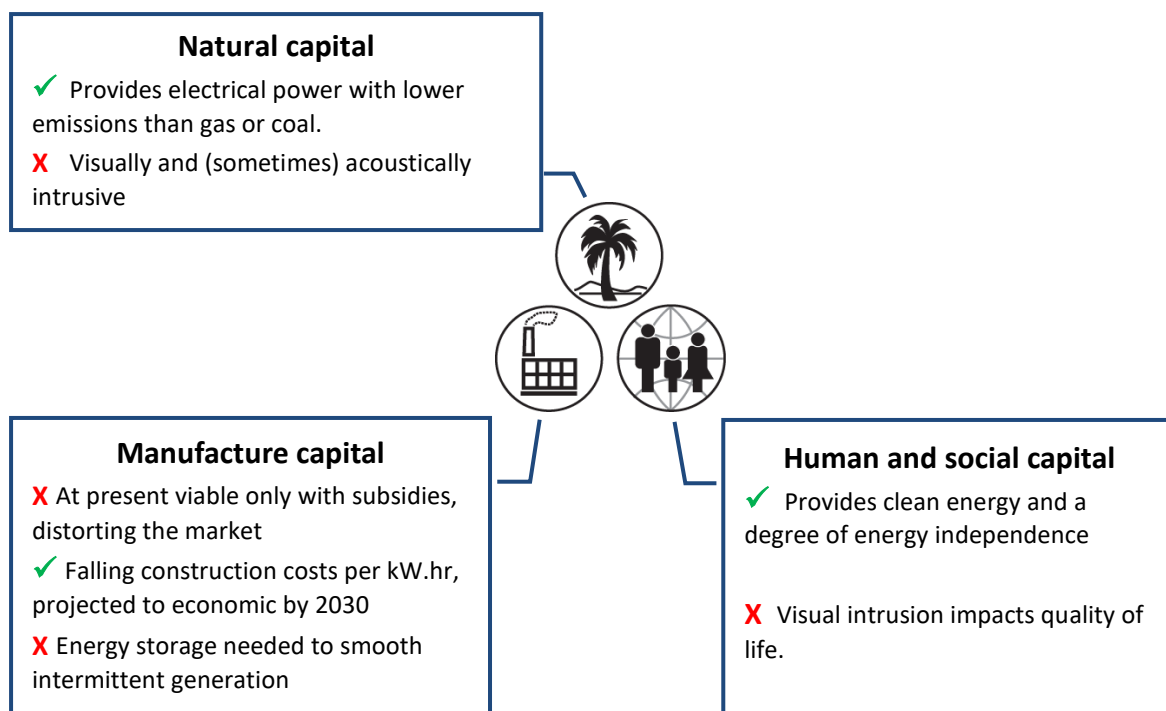 Natural capital
✓ Provides electrical power with lower
emissions than gas or coal.
X Visually and (sometimes) acoustically
intrusive
Manufacture capital
X At present viable only with subsidies,
distorting the market
✓ Falling construction costs per kW.hr,
projected to economic by 2030
X Energy storage needed to smooth
intermittent generation
Human and social capital
✓ Provides clean energy and a
degree of energy independence
X Visual intrusion impacts quality of
life.